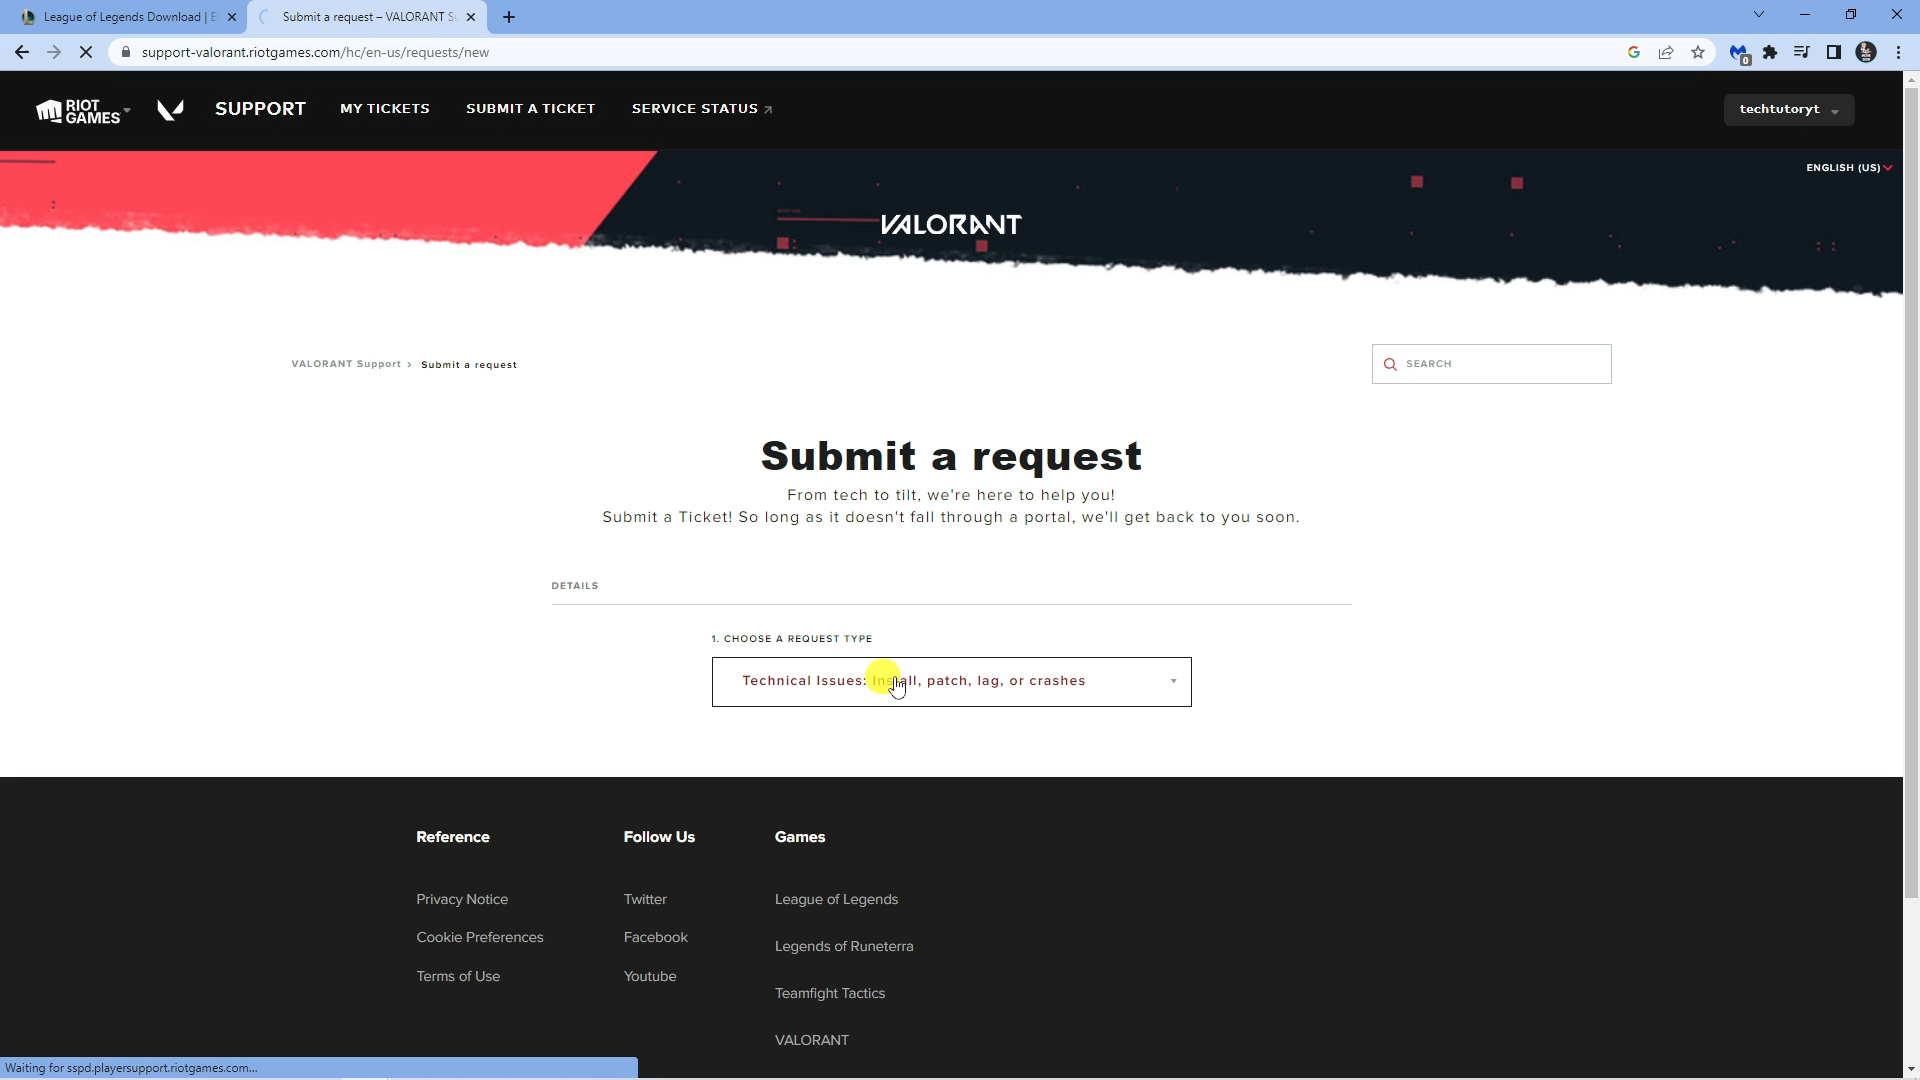 League of Legends Download | E
Submit a request – VALORANT S
support-valorant.riotgames.com/hc/en-us/requests/new
0
RIOT GAMES
SUPPORT
MY TICKETS
SUBMIT A TICKET
SERVICE STATUS
techtutoryt
ENGLISH (US)
VALORANT
VALORANT Support > Submit a request
SEARCH
Submit a request
From tech to tilt, we're here to help you!
Submit a Ticket! So long as it doesn't fall through a portal, we'll get back to you soon.
DETAILS
1. CHOOSE A REQUEST TYPE
Technical Issues: Install, patch, lag, or crashes
Reference
Follow Us
Games
Privacy Notice
Twitter
League of Legends
Cookie Preferences
Facebook
Legends of Runeterra
Terms of Use
Youtube
Teamfight Tactics
VALORANT
Waiting for sspd.playersupport.riotgames.com...